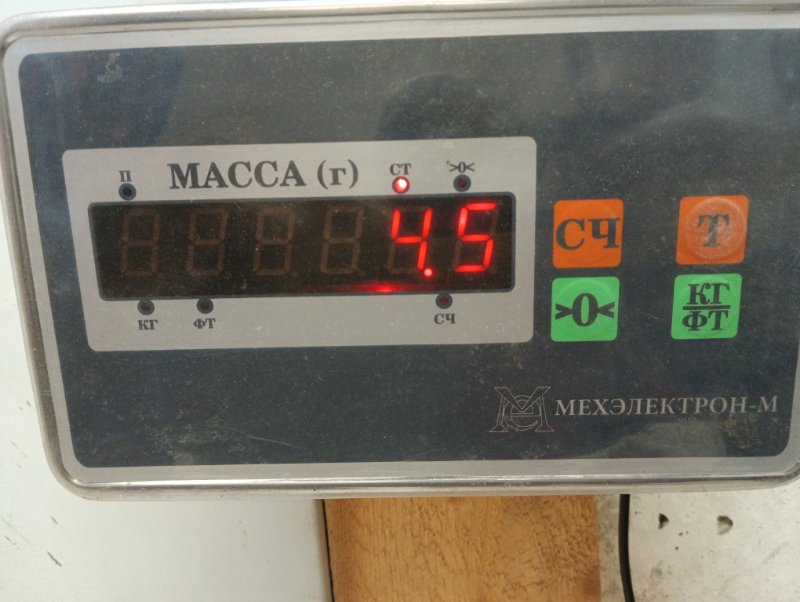 П МАССА (г) СТ >0<
4.5
КГ ФТ СЧ
СЧ Т
>0< КГ/ФТ
МЕХЭЛЕКТРОН-М